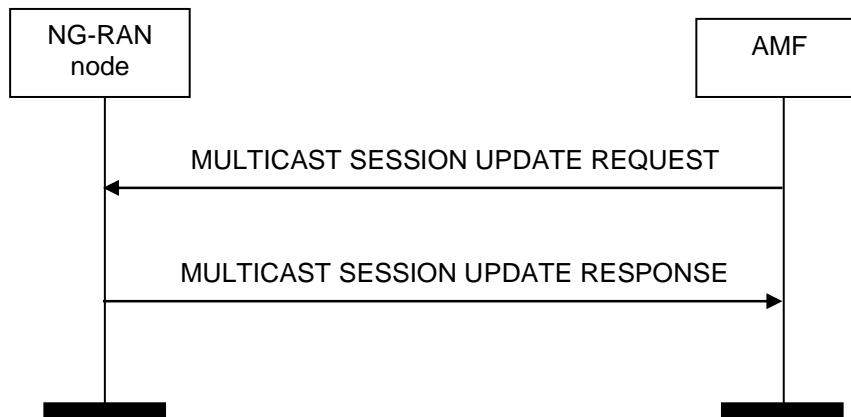 NG-RAN
node
AMF
MULTICAST SESSION UPDATE REQUEST
MULTICAST SESSION UPDATE RESPONSE